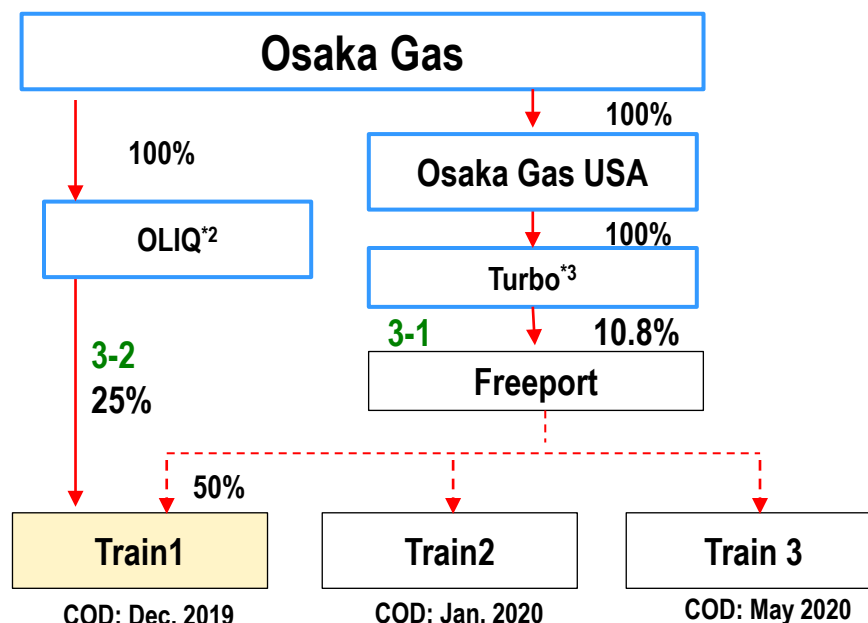 Osaka Gas
100%
100%
Osaka Gas USA
OLIQ*2
100%
Turbo*3
3-2
25%
3-1
10.8%
Freeport
50%
Train1
Train2
Train 3
COD: Dec. 2019
COD: Jan. 2020
COD: May 2020